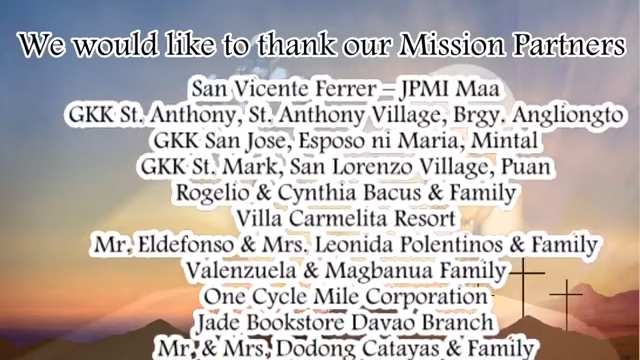 We would like to thank our Mission Partners
San Vicente Ferrer – JPMI Maa
GKK St. Anthony, St. Anthony Village, Brgy. Angliongto
GKK San Jose, Esposo ni Maria, Mintal
GKK St. Mark, San Lorenzo Village, Puan
Rogelio & Cynthia Bacus & Family
Villa Carmelita Resort
Mr. Eldefonso & Mrs. Leonida Polentinos & Family
Valenzuela & Magbanua Family
One Cycle Mile Corporation
Jade Bookstore Davao Branch
Mr. & Mrs. Dodong Catayas & Family